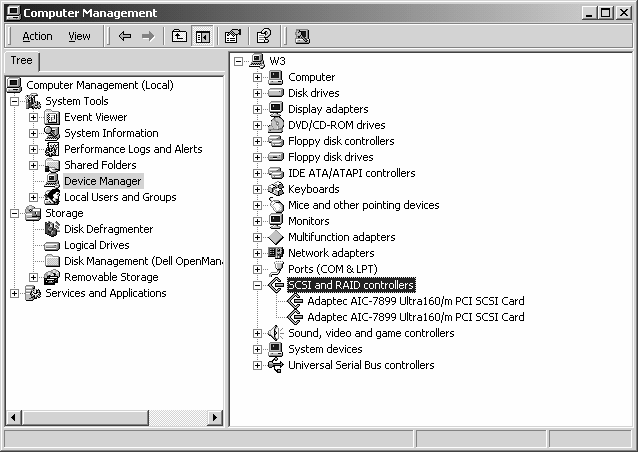 Computer Management
Action View
Tree
Computer Management (Local)
System Tools
Event Viewer
System Information
Performance Logs and Alerts
Shared Folders
Device Manager
Local Users and Groups
Storage
Disk Defragmenter
Logical Drives
Disk Management (Dell OpenMana
Removable Storage
Services and Applications
W3
Computer
Disk drives
Display adapters
DVD/CD-ROM drives
Floppy disk controllers
Floppy disk drives
IDE ATA/ATAPI controllers
Keyboards
Mice and other pointing devices
Monitors
Multifunction adapters
Network adapters
Ports (COM & LPT)
SCSI and RAID controllers
Adaptec AIC-7899 Ultra160/m PCI SCSI Card
Adaptec AIC-7899 Ultra160/m PCI SCSI Card
Sound, video and game controllers
System devices
Universal Serial Bus controllers